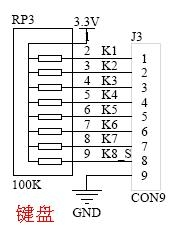 RP3 3.3V
1
2 K1 J3
3 K2 1
4 K3 2
5 K4 3
6 K5 4
7 K6 5
8 K7 6
9 K8_S 7
8
9
100K
CON9
键盘
GND